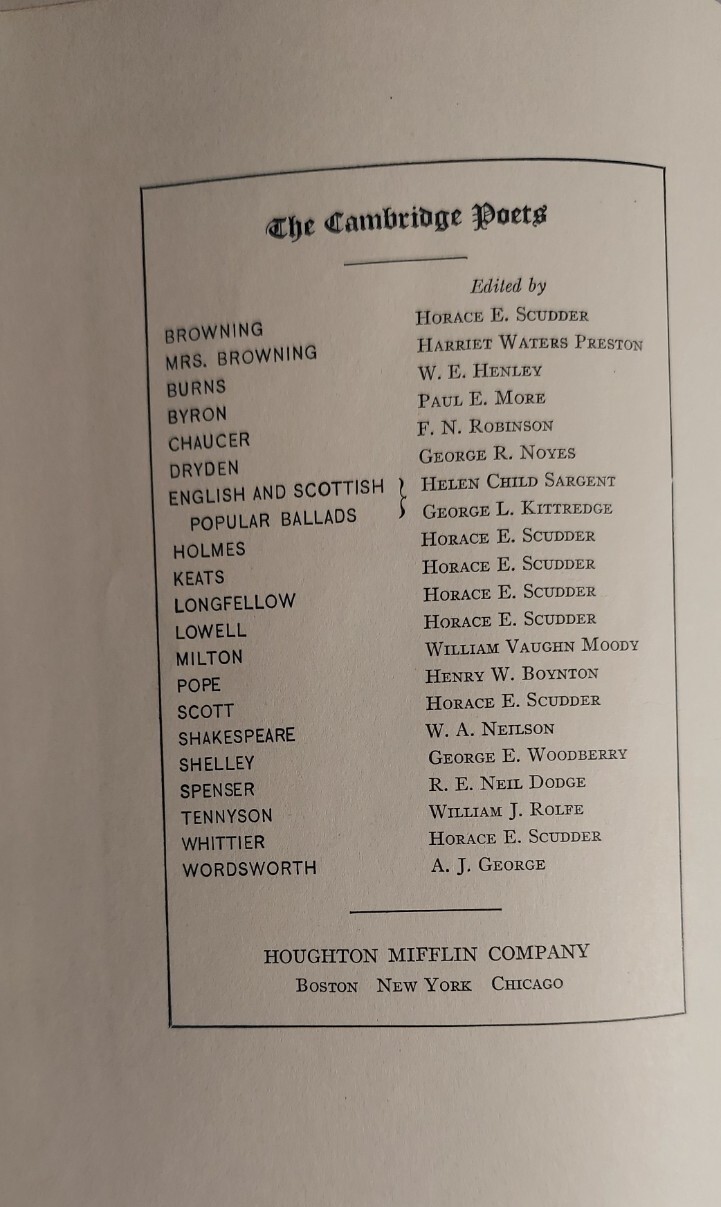 The Cambridge Poets
Edited by
BROWNING HORACE E. SCUDDER
MRS. BROWNING HARRIET WATERS PRESTON
BURNS W. E. HENLEY
BYRON PAUL E. MORE
CHAUCER F. N. ROBINSON
DRYDEN GEORGE R. NOYES
ENGLISH AND SCOTTISH } HELEN CHILD SARGENT
POPULAR BALLADS GEORGE L. KITTREDGE
HOLMES HORACE E. SCUDDER
KEATS HORACE E. SCUDDER
LONGFELLOW HORACE E. SCUDDER
LOWELL HORACE E. SCUDDER
MILTON WILLIAM VAUGHN MOODY
POPE HENRY W. BOYNTON
SCOTT HORACE E. SCUDDER
SHAKESPEARE W. A. NEILSON
SHELLEY GEORGE E. WOODBERRY
SPENSER R. E. NEIL DODGE
TENNYSON WILLIAM J. ROLFE
WHITTIER HORACE E. SCUDDER
WORDSWORTH A. J. GEORGE
HOUGHTON MIFFLIN COMPANY
BOSTON NEW YORK CHICAGO